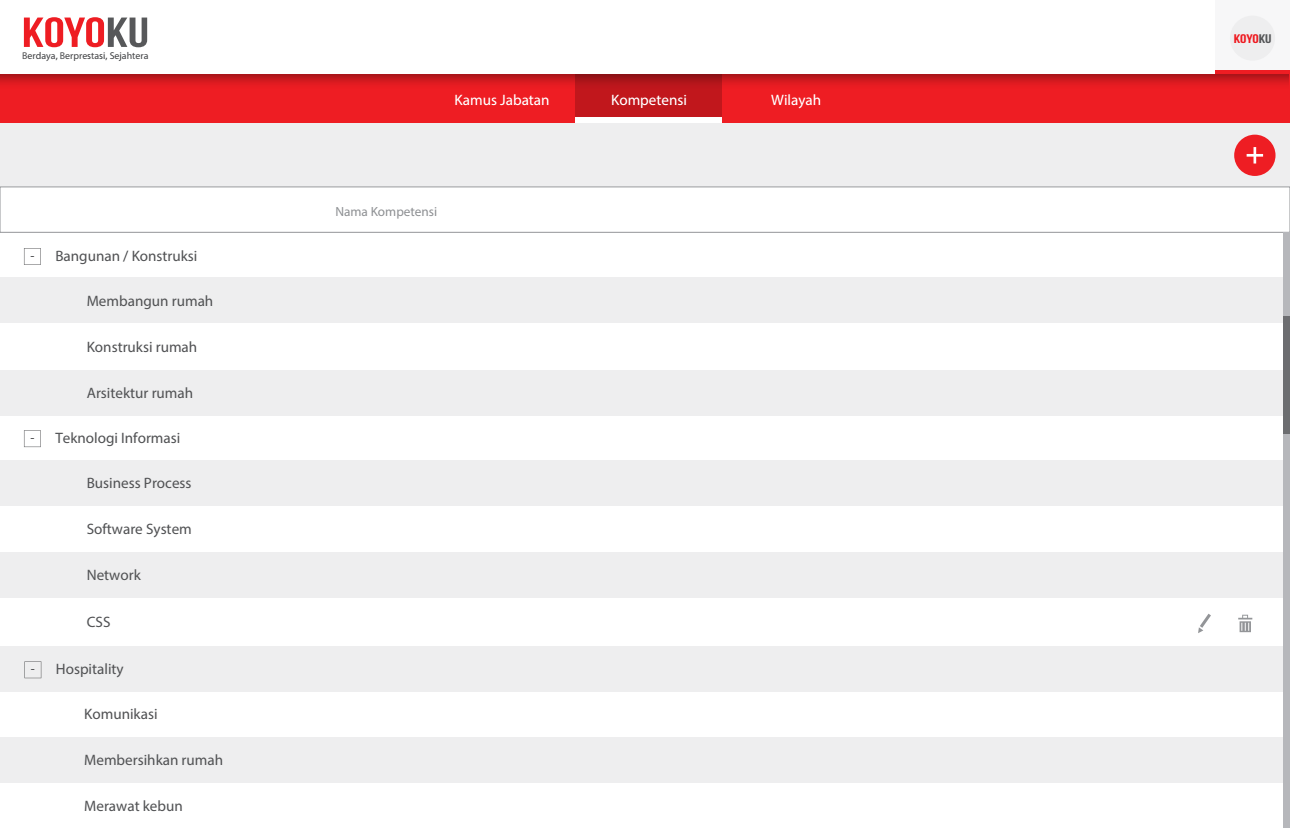 KOYOKU
Berdaya, Berprestasi, Sejahtera
KOYOKU
Kamus Jabatan Kompetensi Wilayah
+
Nama Kompetensi
- Bangunan / Konstruksi
Membangun rumah
Konstruksi rumah
Arsitektur rumah
- Teknologi Informasi
Business Process
Software System
Network
CSS
- Hospitality
Komunikasi
Membersihkan rumah
Merawat kebun